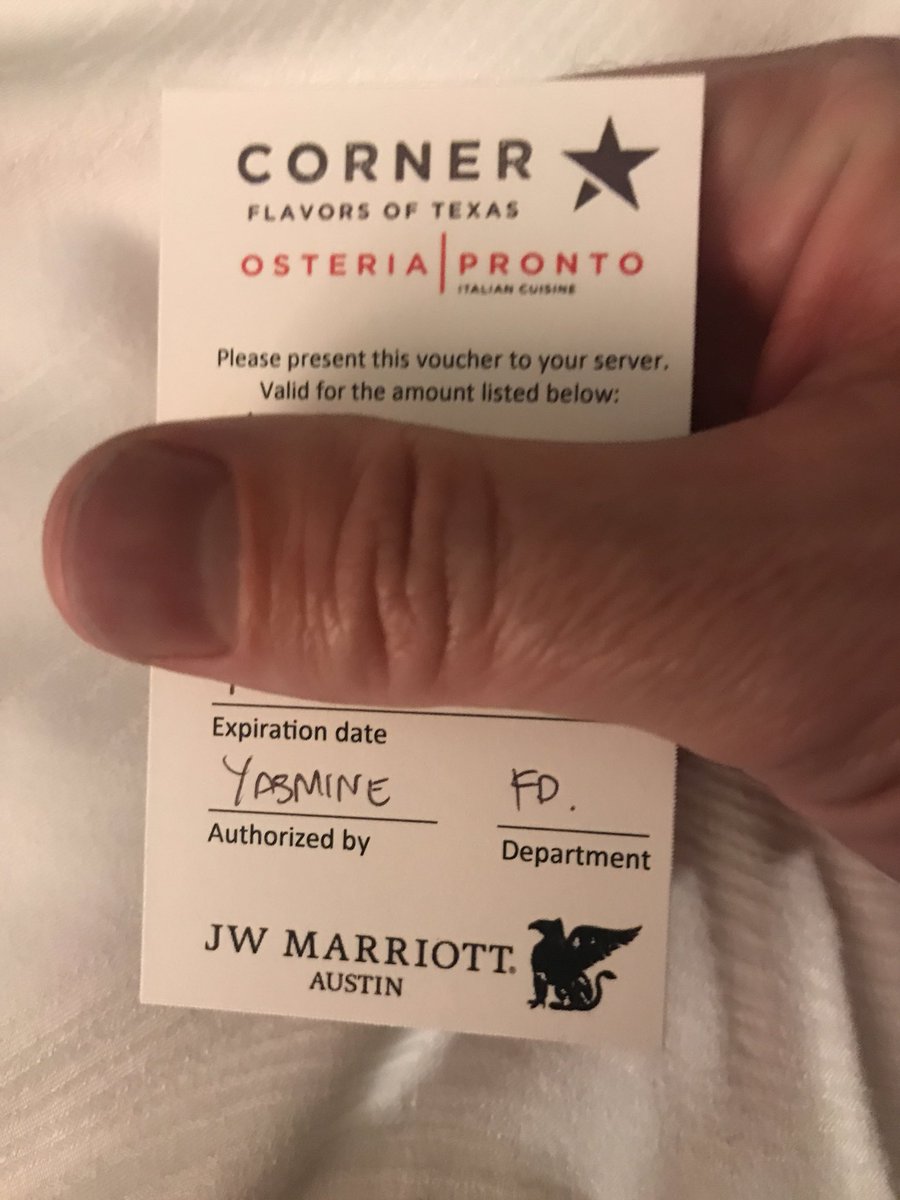 CORNER
FLAVORS OF TEXAS
OSTERIA PRONTO
ITALIAN CUISINE
Please present this voucher to your server.
Valid for the amount listed below:
Expiration date
YASMINE FD.
Authorized by Department
JW MARRIOTT®
AUSTIN